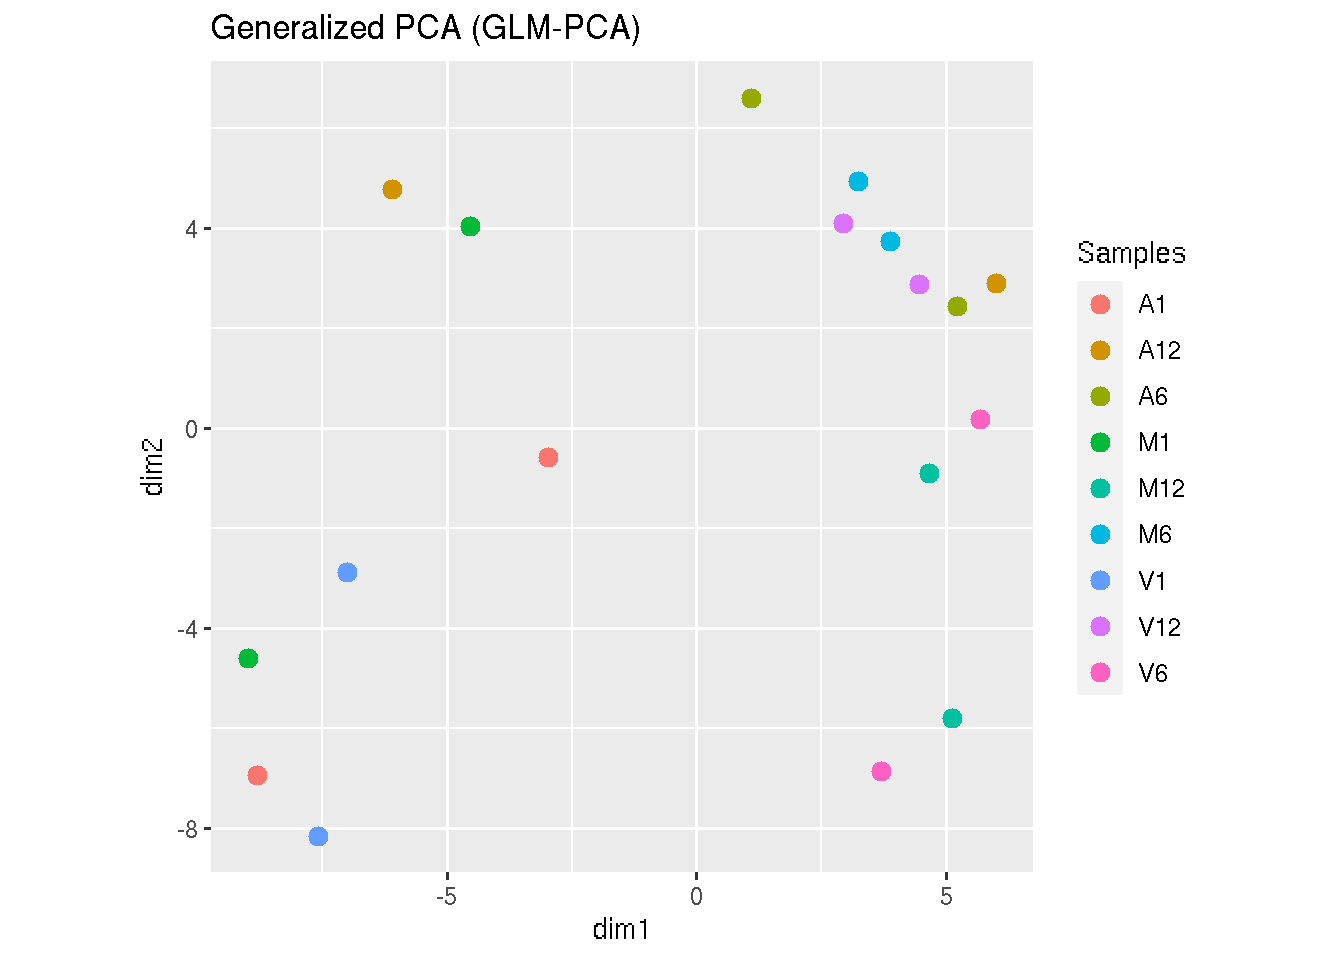 Generalized PCA (GLM-PCA)
4
0
-4
-8
dim2
-5
0
5
dim1
Samples
A1
A12
A6
M1
M12
M6
V1
V12
V6